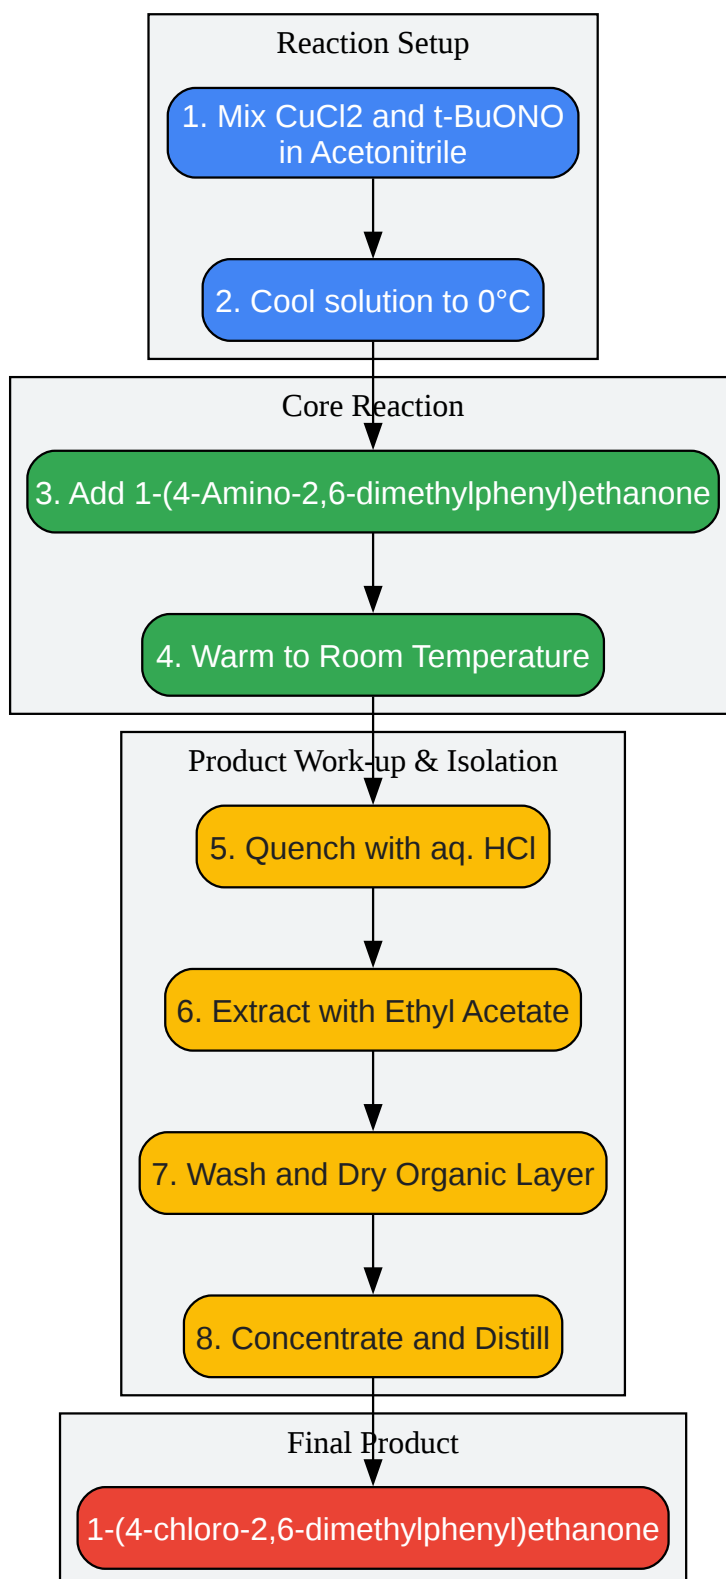 Reaction Setup
1. Mix CuCl2 and t-BuONO
in Acetonitrile
2. Cool solution to 0°C
Core Reaction
3. Add 1-(4-Amino-2,6-dimethylphenyl)ethanone
4. Warm to Room Temperature
Product Work-up & Isolation
5. Quench with aq. HCl
6. Extract with Ethyl Acetate
7. Wash and Dry Organic Layer
8. Concentrate and Distill
Final Product
1-(4-chloro-2,6-dimethylphenyl)ethanone